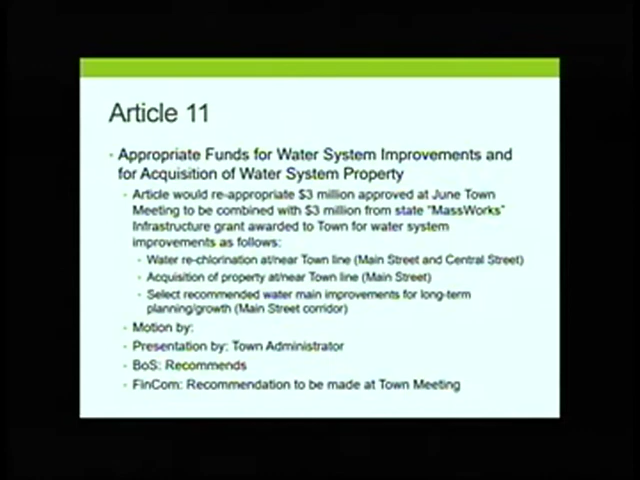 Article 11
· Appropriate Funds for Water System Improvements and
for Acquisition of Water System Property
· Article would re-appropriate $3 million approved at June Town
Meeting to be combined with $3 million from state "MassWorks"
Infrastructure grant awarded to Town for water system
improvements as follows:
· Water re-chlorination at/near Town line (Main Street and Central Street)
· Acquisition of property at/near Town line (Main Street)
· Select recommended water main improvements for long-term
planning/growth (Main Street corridor)
· Motion by:
· Presentation by: Town Administrator
· BoS: Recommends
· FinCom: Recommendation to be made at Town Meeting